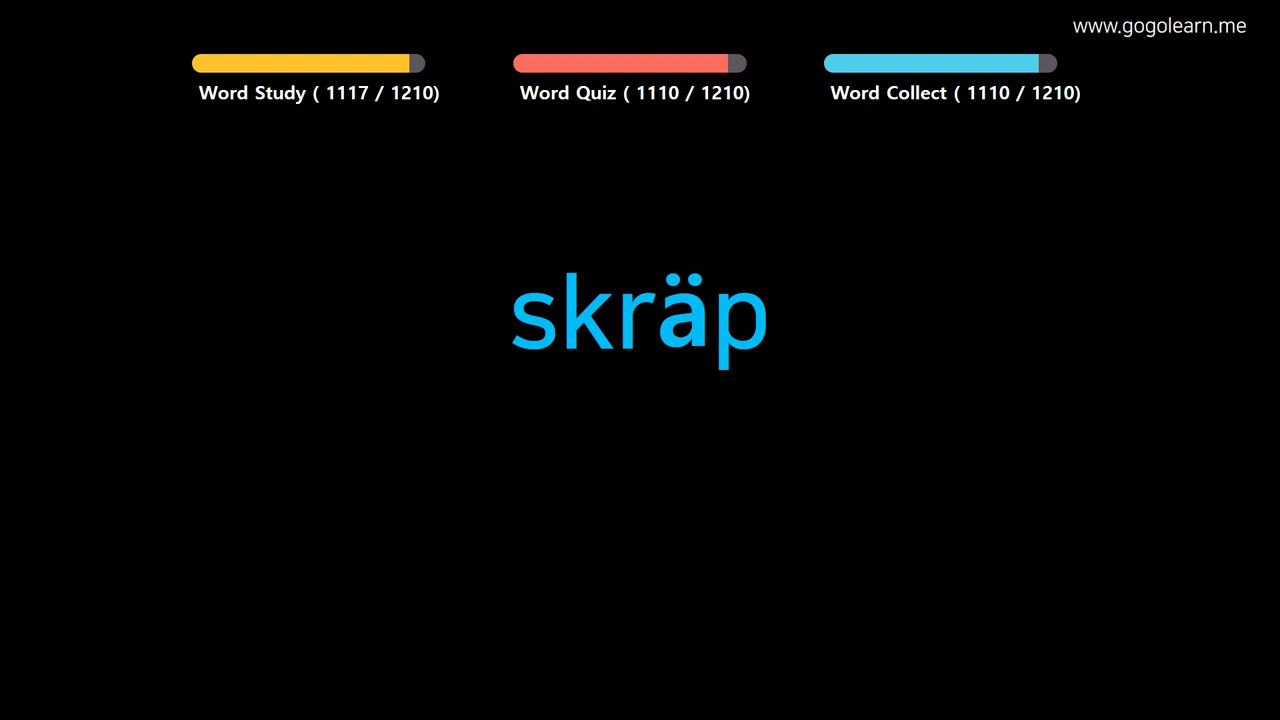 www.gogolearn.me
Word Study ( 1117 / 1210)
Word Quiz ( 1110 / 1210)
Word Collect ( 1110 / 1210)
skräp